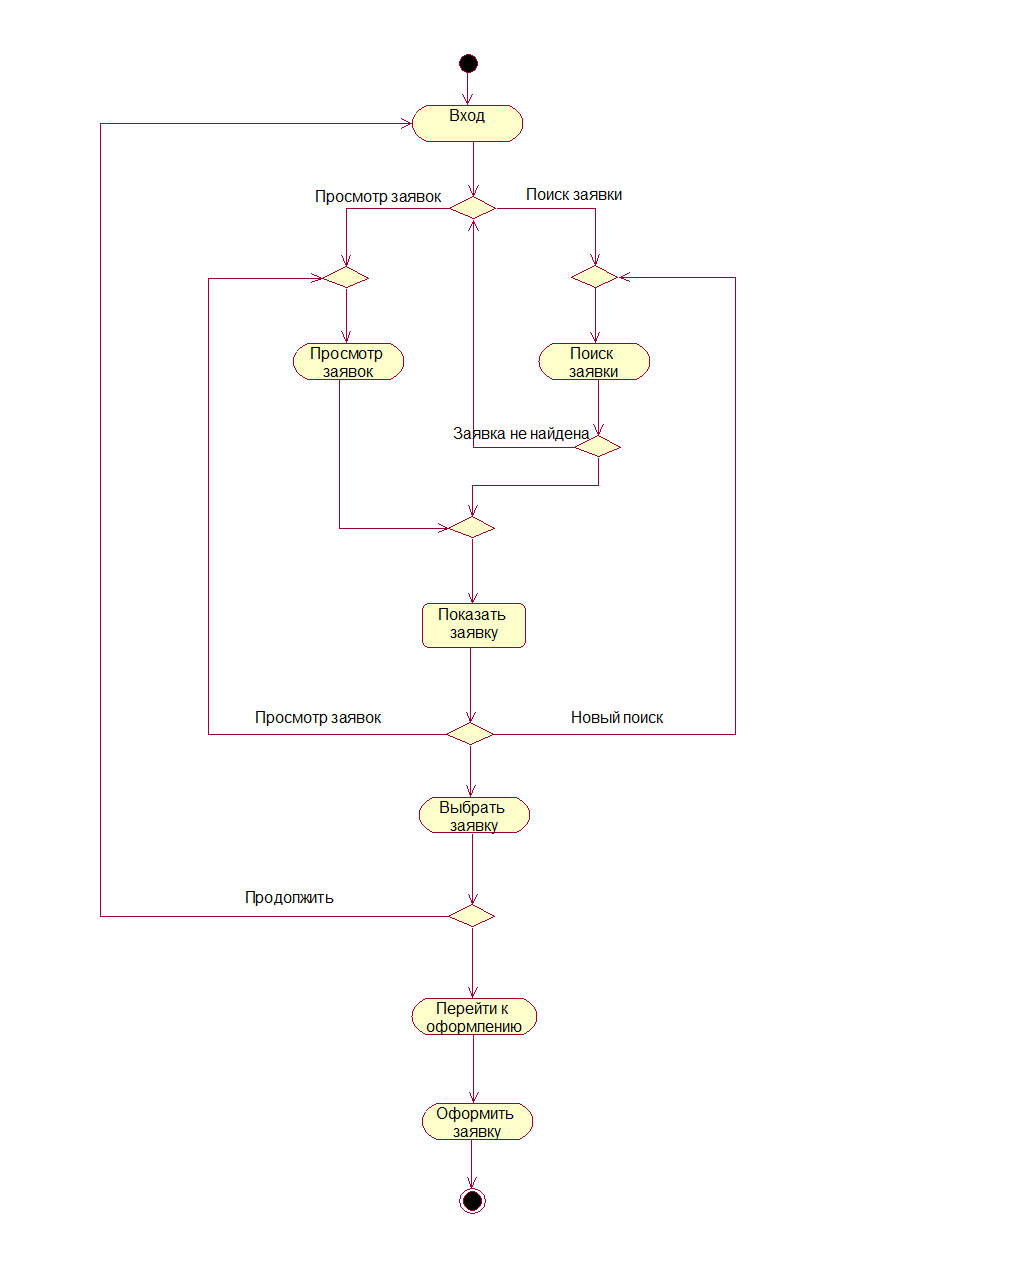 Вход
Просмотр заявок
Поиск заявки
Просмотр
заявок
Поиск
заявки
Заявка не найдена
Показать
заявку
Просмотр заявок
Новый поиск
Выбрать
заявку
Продолжить
Перейти к
оформлению
Оформить
заявку